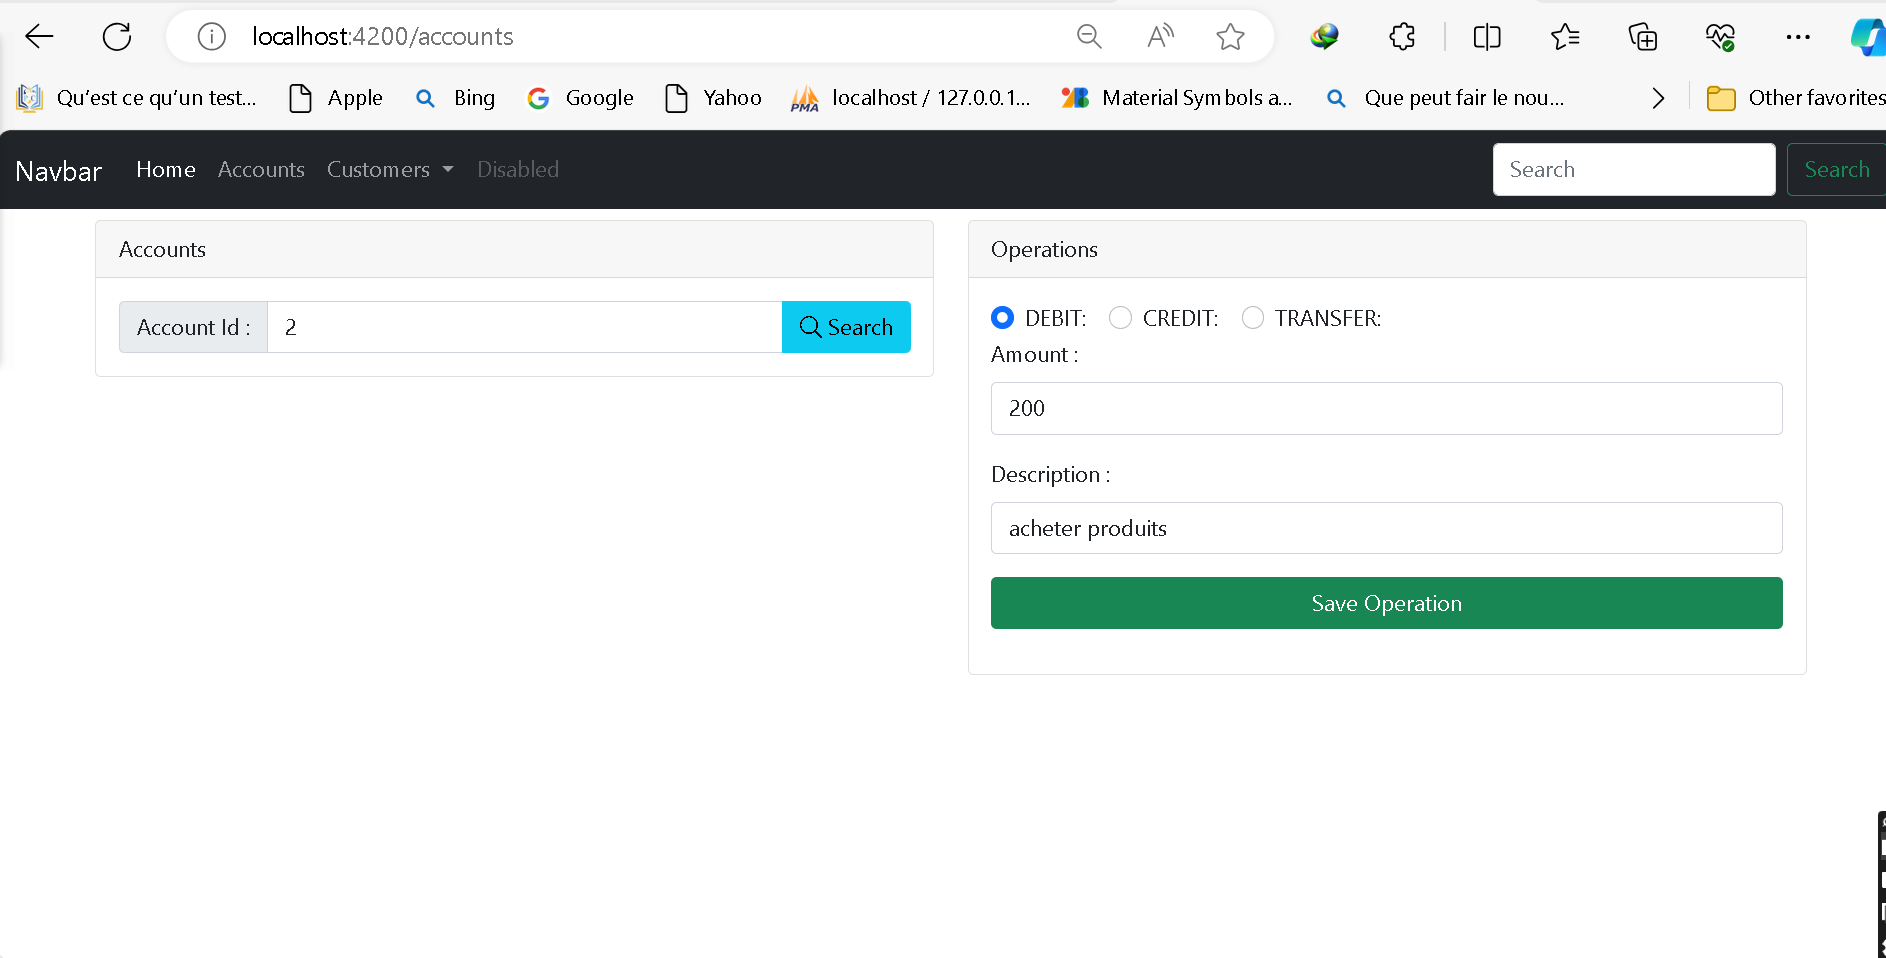 localhost:4200/accounts
Qu'est ce qu'un test... Apple Bing Google Yahoo localhost / 127.0.0.1... Material Symbols a... Que peut fair le nou... Other favorites
Navbar Home Accounts Customers Disabled Search Search
Accounts
Account Id : 2 Search
Operations
DEBIT: CREDIT: TRANSFER:
Amount :
200
Description :
acheter produits
Save Operation